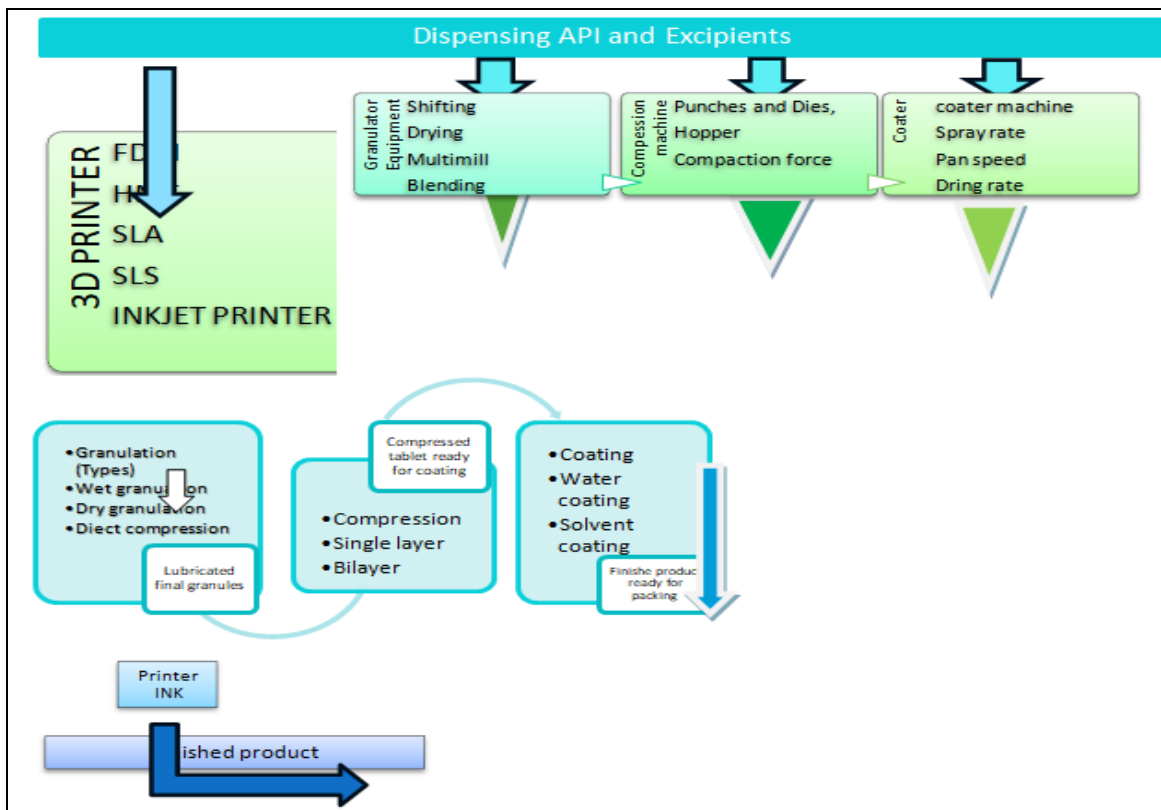 Dispensing API and Excipients
3D PRINTER
SLA
SLS
INKJET PRINTER
Granulator
Equipment
Shifting
Drying
Multimill
Blending
Compession
machine
Punches and Dies,
Hopper
Compaction force
Coater
coater machine
Spray rate
Pan speed
Dring rate
•Granulation
(Types)
•Wet granulation
•Dry granulation
•Diect compression
Lubricated
final granules
Compressed
tablet ready
for coating
•Compression
•Single layer
•Bilayer
•Coating
•Water
coating
•Solvent
coating
Finishe produc
ready for
packing
Printer
INK
ished product